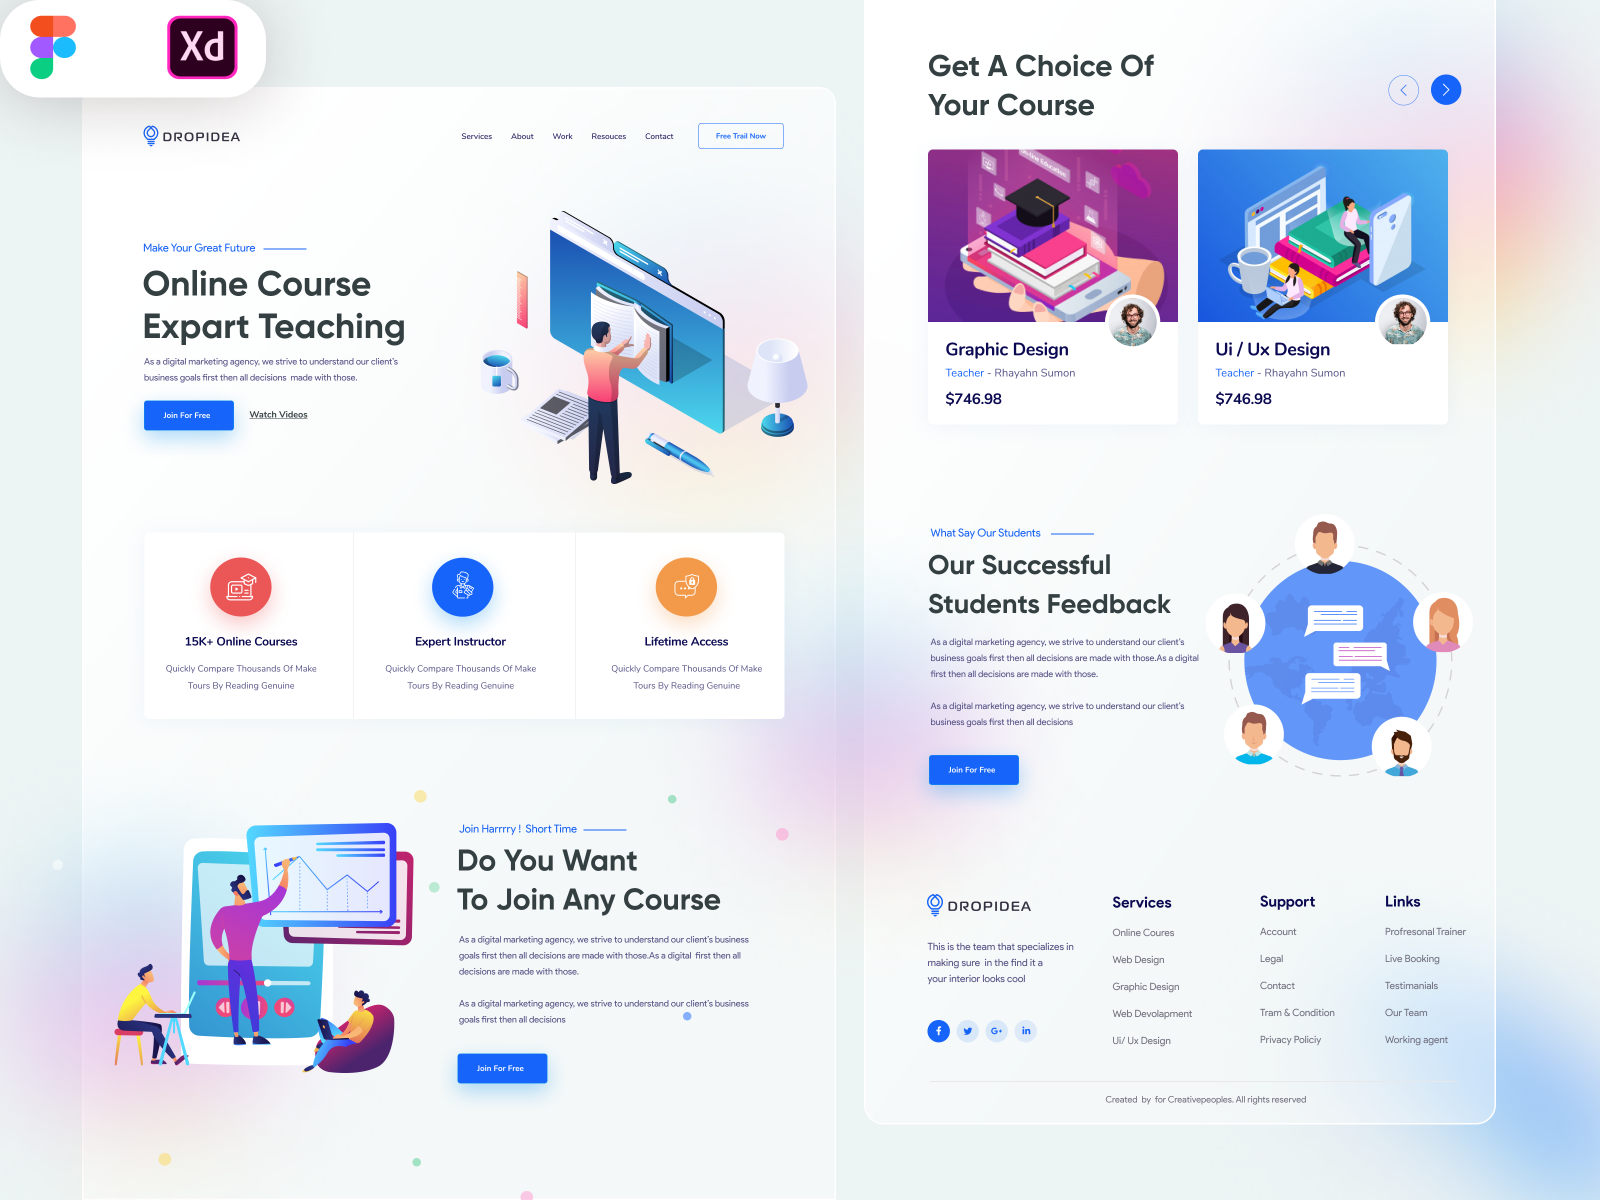 Xd
DROPIDEA
Services
About
Work
Resouces
Contact
Free Trail Now
Make Your Great Future
Online Course
Expart Teaching
As a digital marketing agency, we strive to understand our client's
business goals first then all decisions made with those.
Join For Free
Watch Videos
15K+ Online Courses
Quickly Compare Thousands Of Make
Tours By Reading Genuine
Expert Instructor
Quickly Compare Thousands Of Make
Tours By Reading Genuine
Lifetime Access
Quickly Compare Thousands Of Make
Tours By Reading Genuine
Join Harrrry ! Short Time
Do You Want
To Join Any Course
As a digital marketing agency, we strive to understand our client's business
goals first then all decisions are made with those.As a digital first then all
decisions are made with those.
As a digital marketing agency, we strive to understand our client's business
goals first then all decisions
Join For Free
Get A Choice Of
Your Course
Online Education
Graphic Design
Teacher - Rhayahn Sumon
$746.98
Ui / Ux Design
Teacher - Rhayahn Sumon
$746.98
What Say Our Students
Our Successful
Students Feedback
As a digital marketing agency, we strive to understand our client's
business goals first then all decisions are made with those.As a digital
first then all decisions are made with those.
As a digital marketing agency, we strive to understand our client's
business goals first then all decisions
Join For Free
DROPIDEA
This is the team that specializes in
making sure in the find it a
your interior looks cool
f
G+
in
Services
Online Coures
Web Design
Graphic Design
Web Devolapment
Ui/ Ux Design
Support
Account
Legal
Contact
Tram & Condition
Privacy Policiy
Links
Profresonal Trainer
Live Booking
Testimanials
Our Team
Working agent
Created by for Creativepeoples. All rights reserved